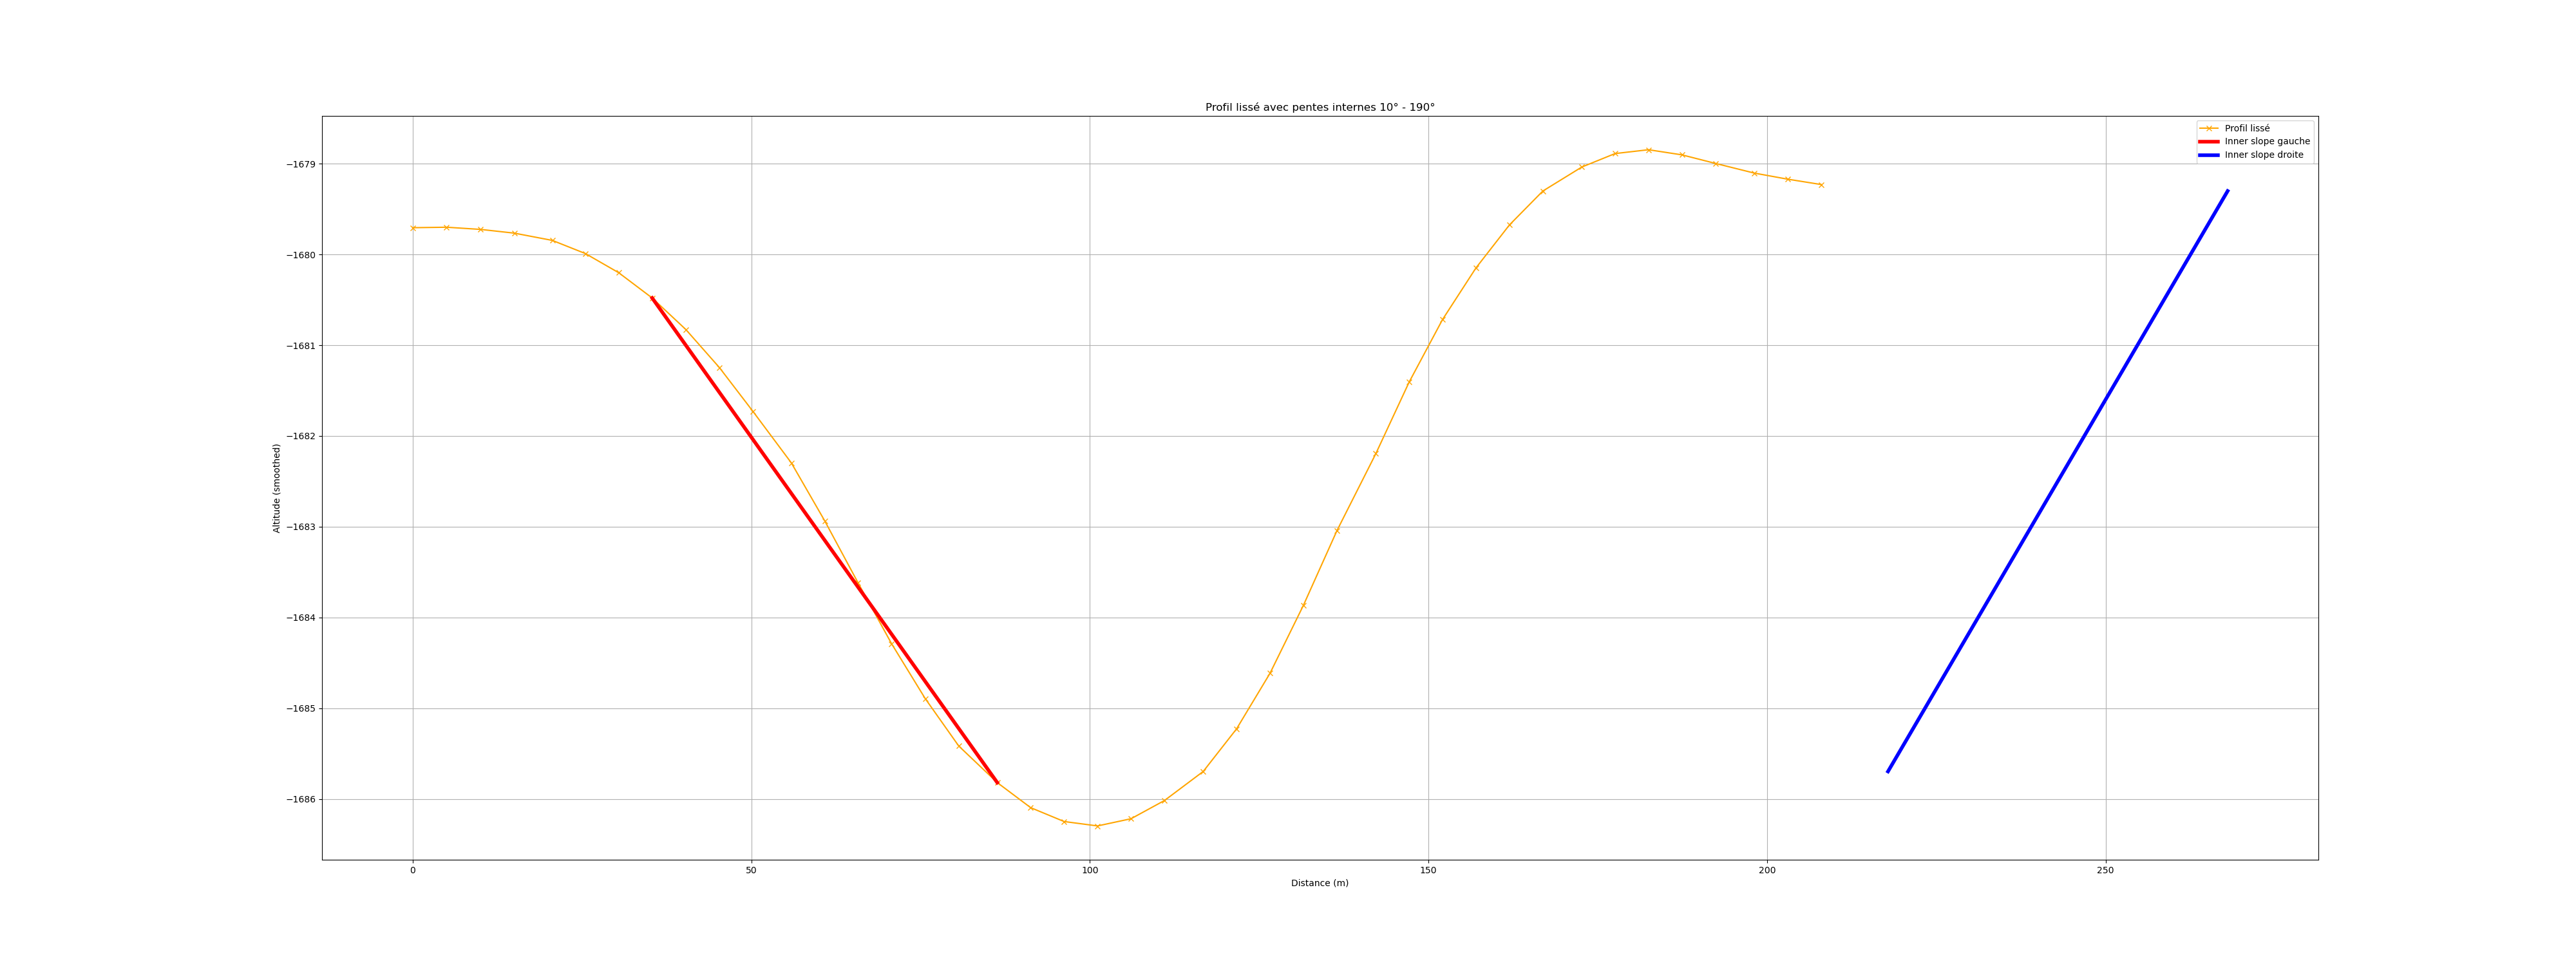 Profil lissé avec pentes internes 10° - 190°
Profil lissé
Inner slope gauche
Inner slope droite
Altitude (smoothed)
−1679
−1680
−1681
−1682
−1683
−1684
−1685
−1686
0 50 100 150 200 250
Distance (m)